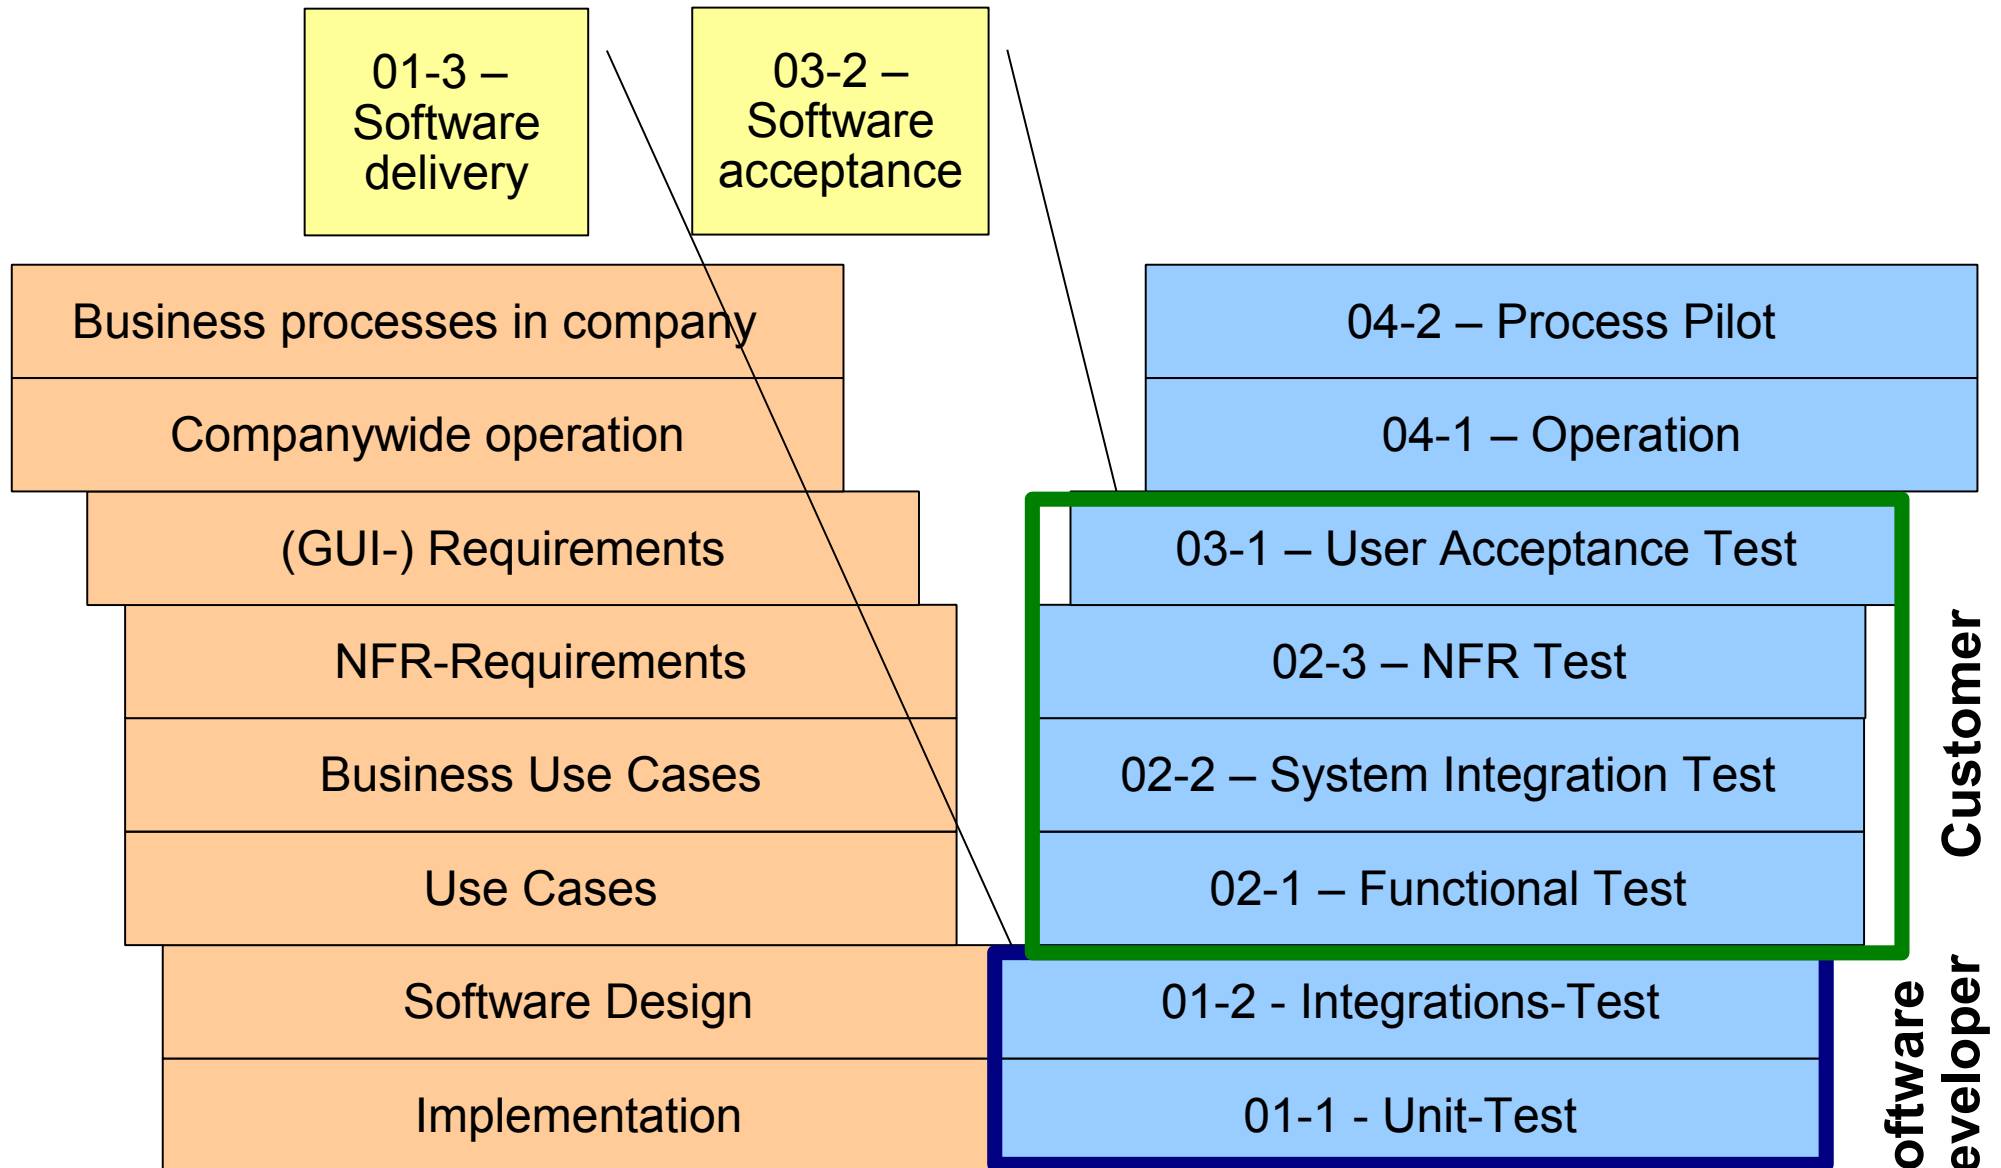 01-3 –
Software
delivery
03-2 –
Software
acceptance
Business processes in company
04-2 – Process Pilot
Companywide operation
04-1 – Operation
(GUI-) Requirements
03-1 – User Acceptance Test
NFR-Requirements
02-3 – NFR Test
Business Use Cases
02-2 – System Integration Test
Use Cases
02-1 – Functional Test
Software Design
01-2 - Integrations-Test
Implementation
01-1 - Unit-Test
Customer
oftware
eveloper